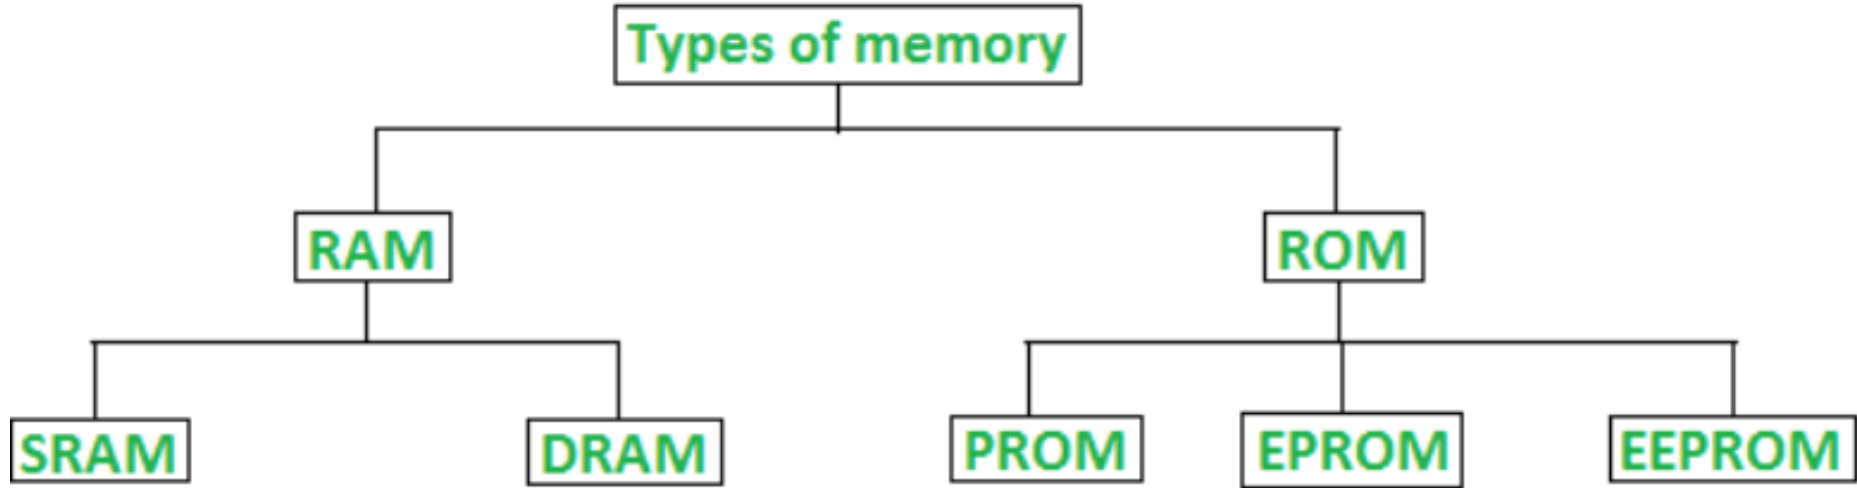 Types of memory
RAM
ROM
SRAM
DRAM
PROM
EPROM
EEPROM